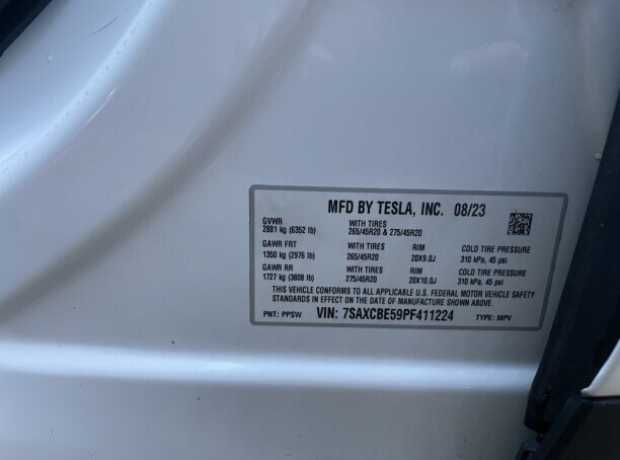 MFD BY TESLA, INC. 08/23
GVWR WITH TIRES
2881 kg (6352 lb) 265/45R20 & 275/45R20
GAWR FRT WITH TIRES RIM COLD TIRE PRESSURE
1350 kg (2976 lb) 265/45R20 20X9.0J 310 kPa, 45 psi
GAWR RR WITH TIRES RIM COLD TIRE PRESSURE
1727 kg (3808 lb) 275/45R20 20X10.0J 310 kPa, 45 psi
THIS VEHICLE CONFORMS TO ALL APPLICABLE U.S. FEDERAL MOTOR VEHICLE SAFETY
STANDARDS IN EFFECT ON THE DATE OF MANUFACTURE SHOWN ABOVE.
PNT: PPSW VIN: 7SAXCBE59PF411224 TYPE: MPV